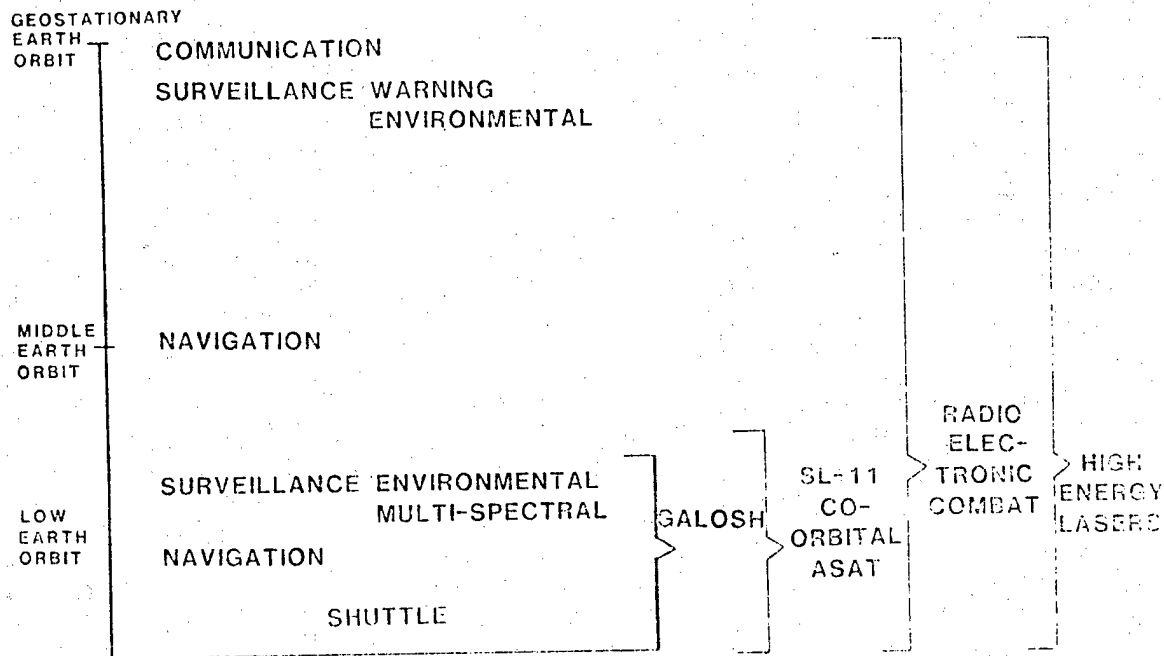 GEOSTATIONARY
EARTH
ORBIT
COMMUNICATION
SURVEILLANCE WARNING
ENVIRONMENTAL
MIDDLE
EARTH
ORBIT
NAVIGATION
LOW
EARTH
ORBIT
SURVEILLANCE ENVIRONMENTAL
MULTI-SPECTRAL
NAVIGATION
SHUTTLE
GALOSH
SL-11
CO-
ORBITAL
ASAT
RADIO
ELEC-
TRONIC
COMBAT
HIGH
ENERGY
LASERS